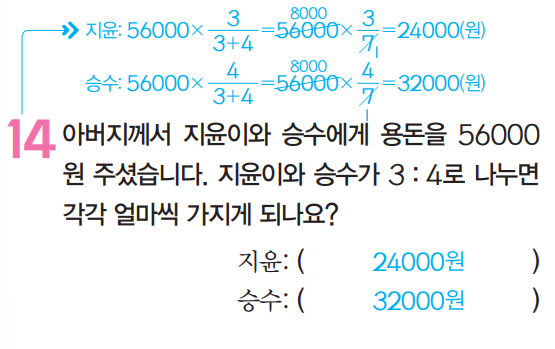 지윤: 56000× 3/(3+4) =56000× 3/7 =24000(원) 8000 1
승수: 56000× 4/(3+4) =56000× 4/7 =32000(원) 8000 1
14 아버지께서 지윤이와 승수에게 용돈을 56000
원 주셨습니다. 지윤이와 승수가 3 : 4로 나누면
각각 얼마씩 가지게 되나요?
지윤: ( 24000원 )
승수: ( 32000원 )